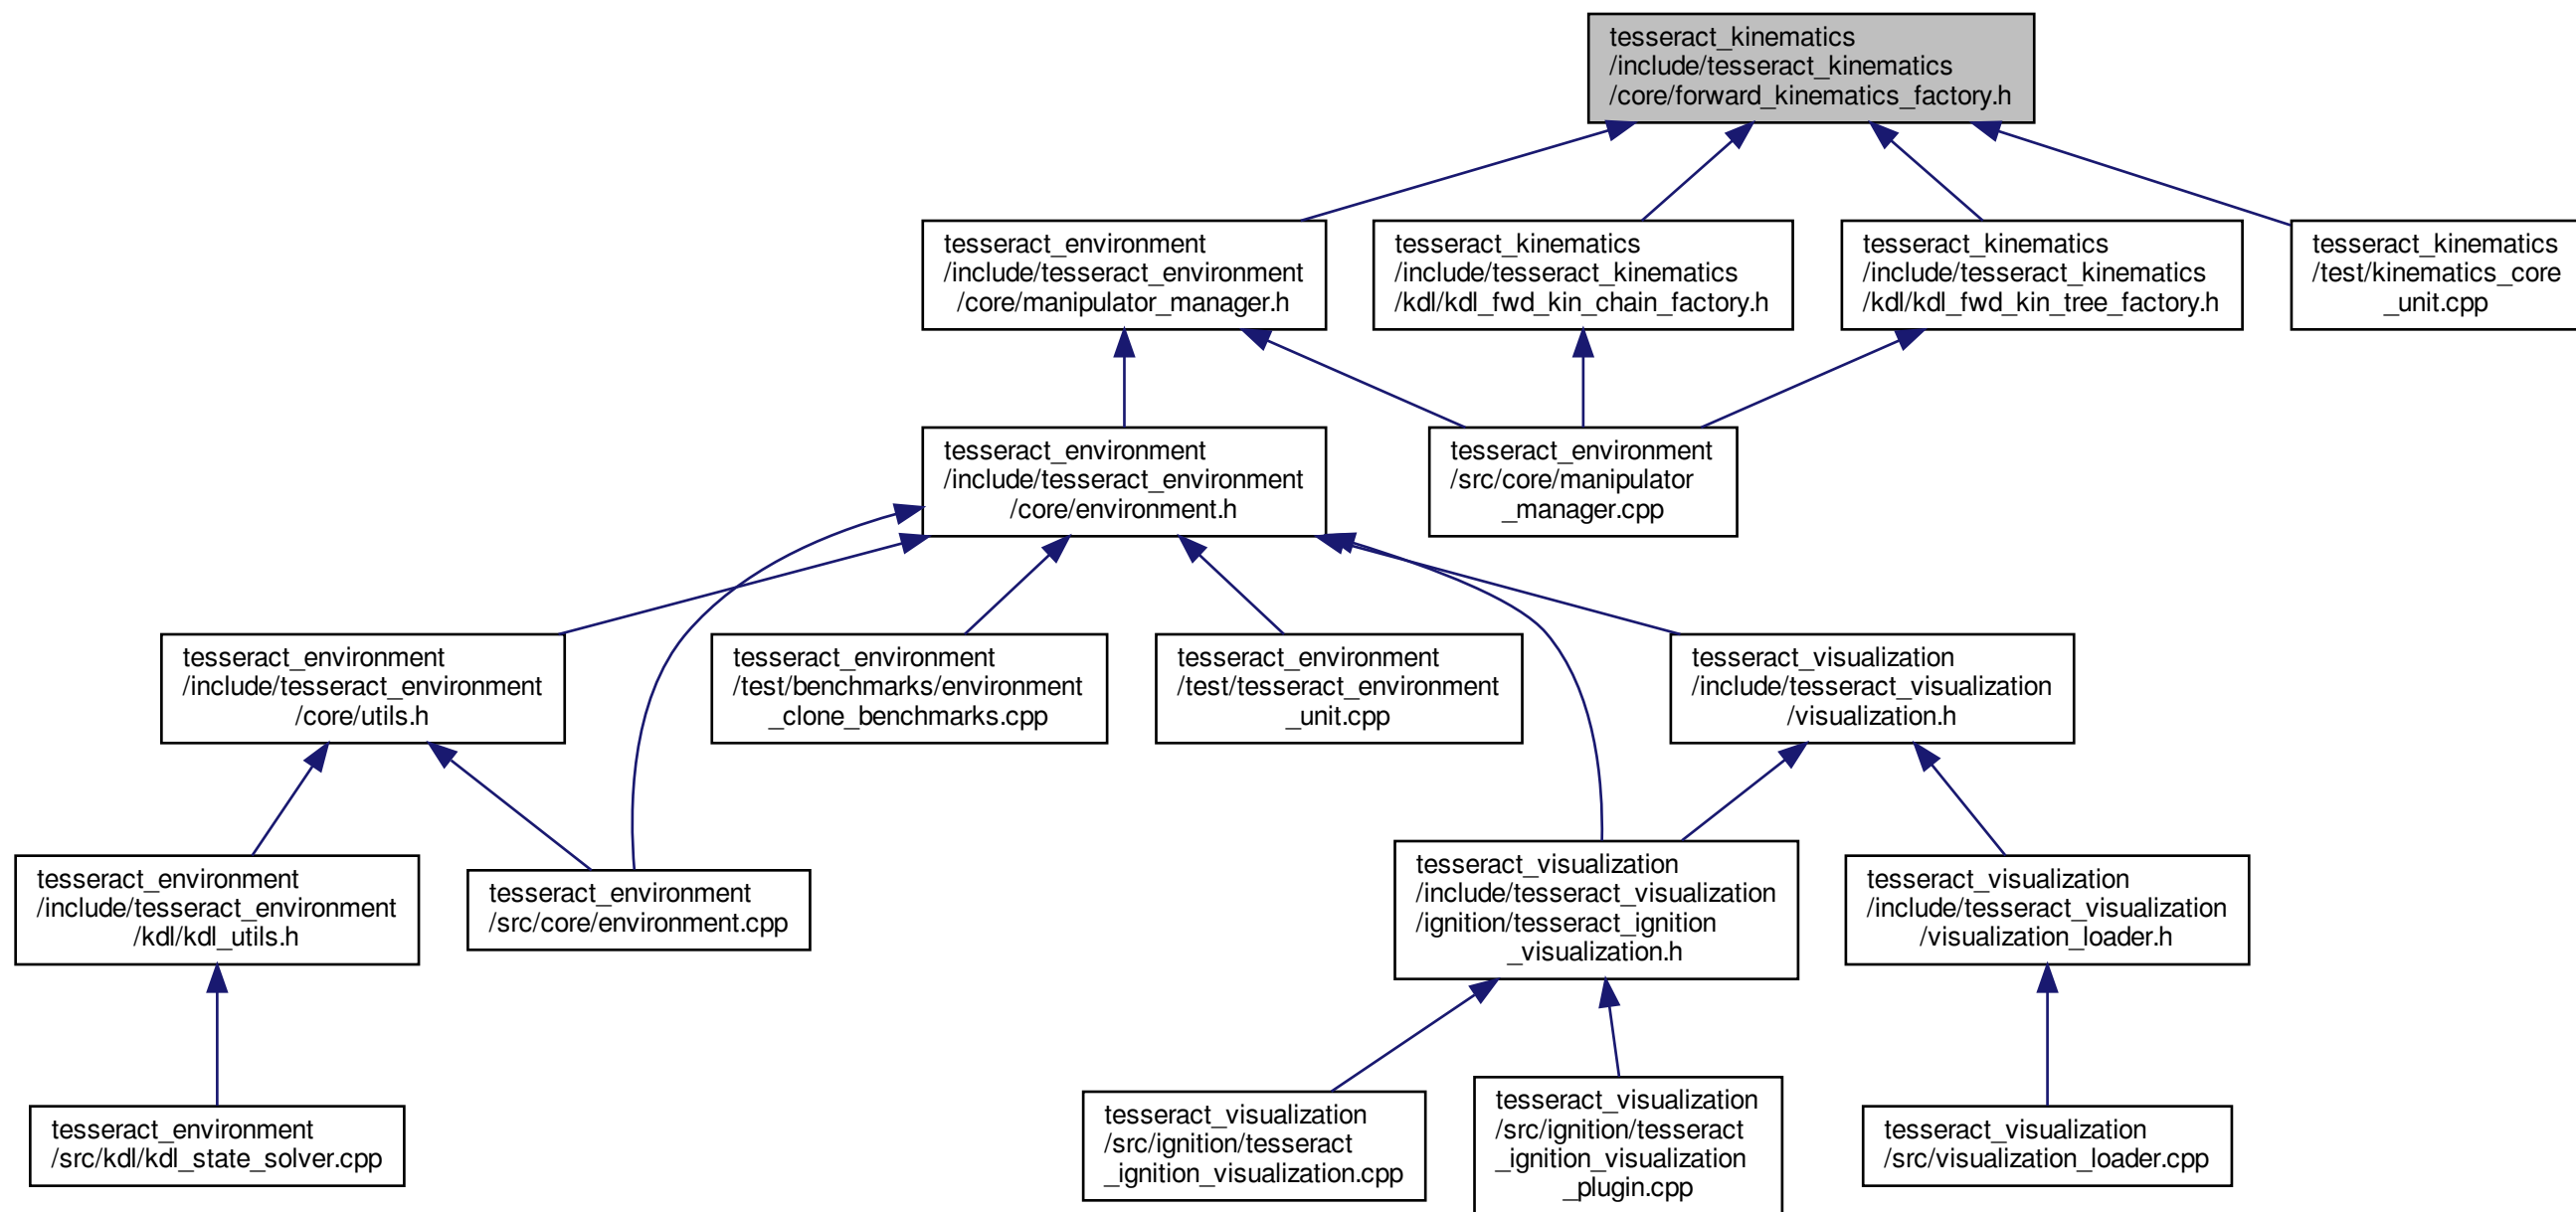 tesseract_kinematics
/include/tesseract_kinematics
/core/forward_kinematics_factory.h
tesseract_environment
/include/tesseract_environment
/core/manipulator_manager.h
tesseract_kinematics
/include/tesseract_kinematics
/kdl/kdl_fwd_kin_chain_factory.h
tesseract_kinematics
/include/tesseract_kinematics
/kdl/kdl_fwd_kin_tree_factory.h
tesseract_kinematics
/test/kinematics_core
_unit.cpp
tesseract_environment
/include/tesseract_environment
/core/environment.h
tesseract_environment
/src/core/manipulator
_manager.cpp
tesseract_environment
/include/tesseract_environment
/core/utils.h
tesseract_environment
/test/benchmarks/environment
_clone_benchmarks.cpp
tesseract_environment
/test/tesseract_environment
_unit.cpp
tesseract_visualization
/include/tesseract_visualization
/visualization.h
tesseract_environment
/include/tesseract_environment
/kdl/kdl_utils.h
tesseract_environment
/src/core/environment.cpp
tesseract_visualization
/include/tesseract_visualization
/ignition/tesseract_ignition
_visualization.h
tesseract_visualization
/include/tesseract_visualization
/visualization_loader.h
tesseract_environment
/src/kdl/kdl_state_solver.cpp
tesseract_visualization
/src/ignition/tesseract
_ignition_visualization.cpp
tesseract_visualization
/src/ignition/tesseract
_ignition_visualization
_plugin.cpp
tesseract_visualization
/src/visualization_loader.cpp